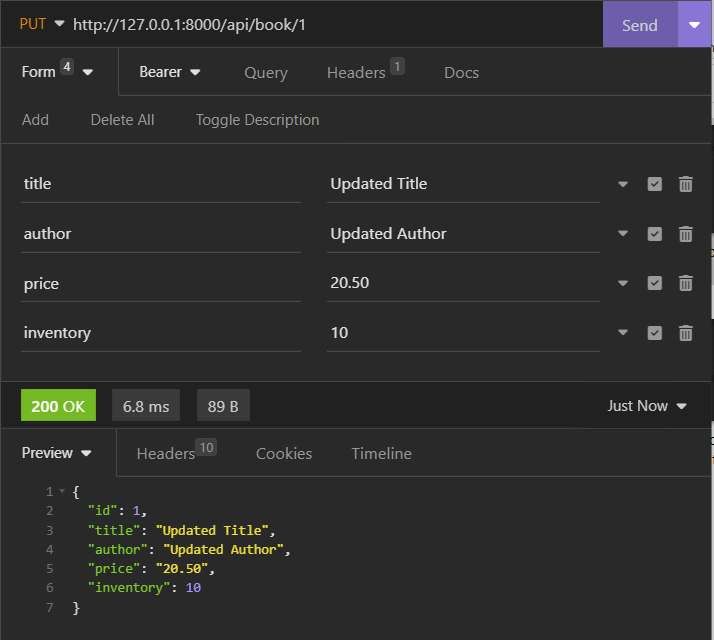 PUT http://127.0.0.1:8000/api/book/1 Send
Form 4 Bearer Query Headers 1 Docs
Add Delete All Toggle Description
title Updated Title
author Updated Author
price 20.50
inventory 10
200 OK 6.8 ms 89 B Just Now
Preview Headers 10 Cookies Timeline
1 {
2 "id": 1,
3 "title": "Updated Title",
4 "author": "Updated Author",
5 "price": "20.50",
6 "inventory": 10
7 }